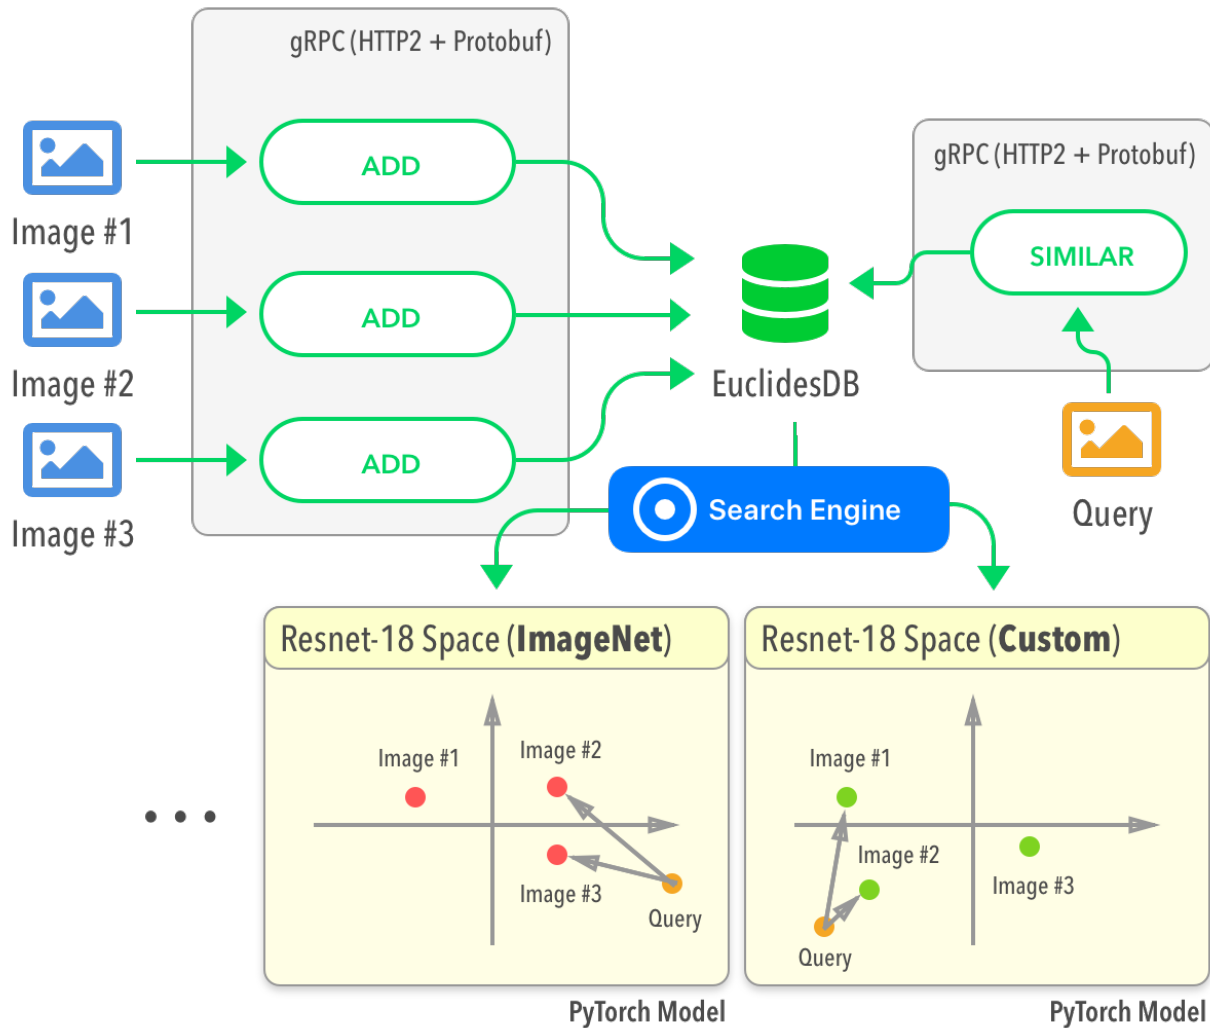 gRPC (HTTP2 + Protobuf)
ADD
Image #1
ADD
Image #2
ADD
Image #3
EuclidesDB
gRPC (HTTP2 + Protobuf)
SIMILAR
Query
Search Engine
Resnet-18 Space (ImageNet)
Image #1
Image #2
Image #3
Query
PyTorch Model
Resnet-18 Space (Custom)
Image #1
Image #2
Image #3
Query
PyTorch Model